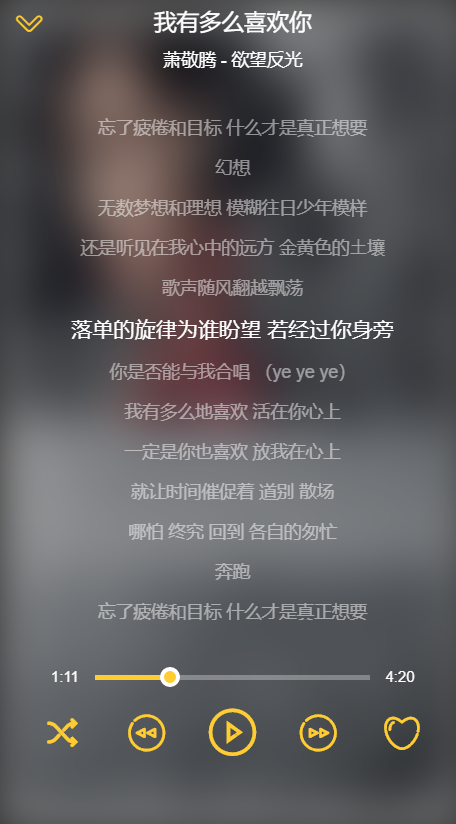 我有多么喜欢你
萧敬腾 - 欲望反光
忘了疲倦和目标 什么才是真正想要
幻想
无数梦想和理想 模糊往日少年模样
还是听见在我心中的远方 金黄色的土壤
歌声随风翻越飘荡
落单的旋律为谁盼望 若经过你身旁
你是否能与我合唱 （ye ye ye）
我有多么地喜欢 活在你心上
一定是你也喜欢 放我在心上
就让时间催促着 道别 散场
哪怕 终究 回到 各自的匆忙
奔跑
忘了疲倦和目标 什么才是真正想要
1:11 4:20